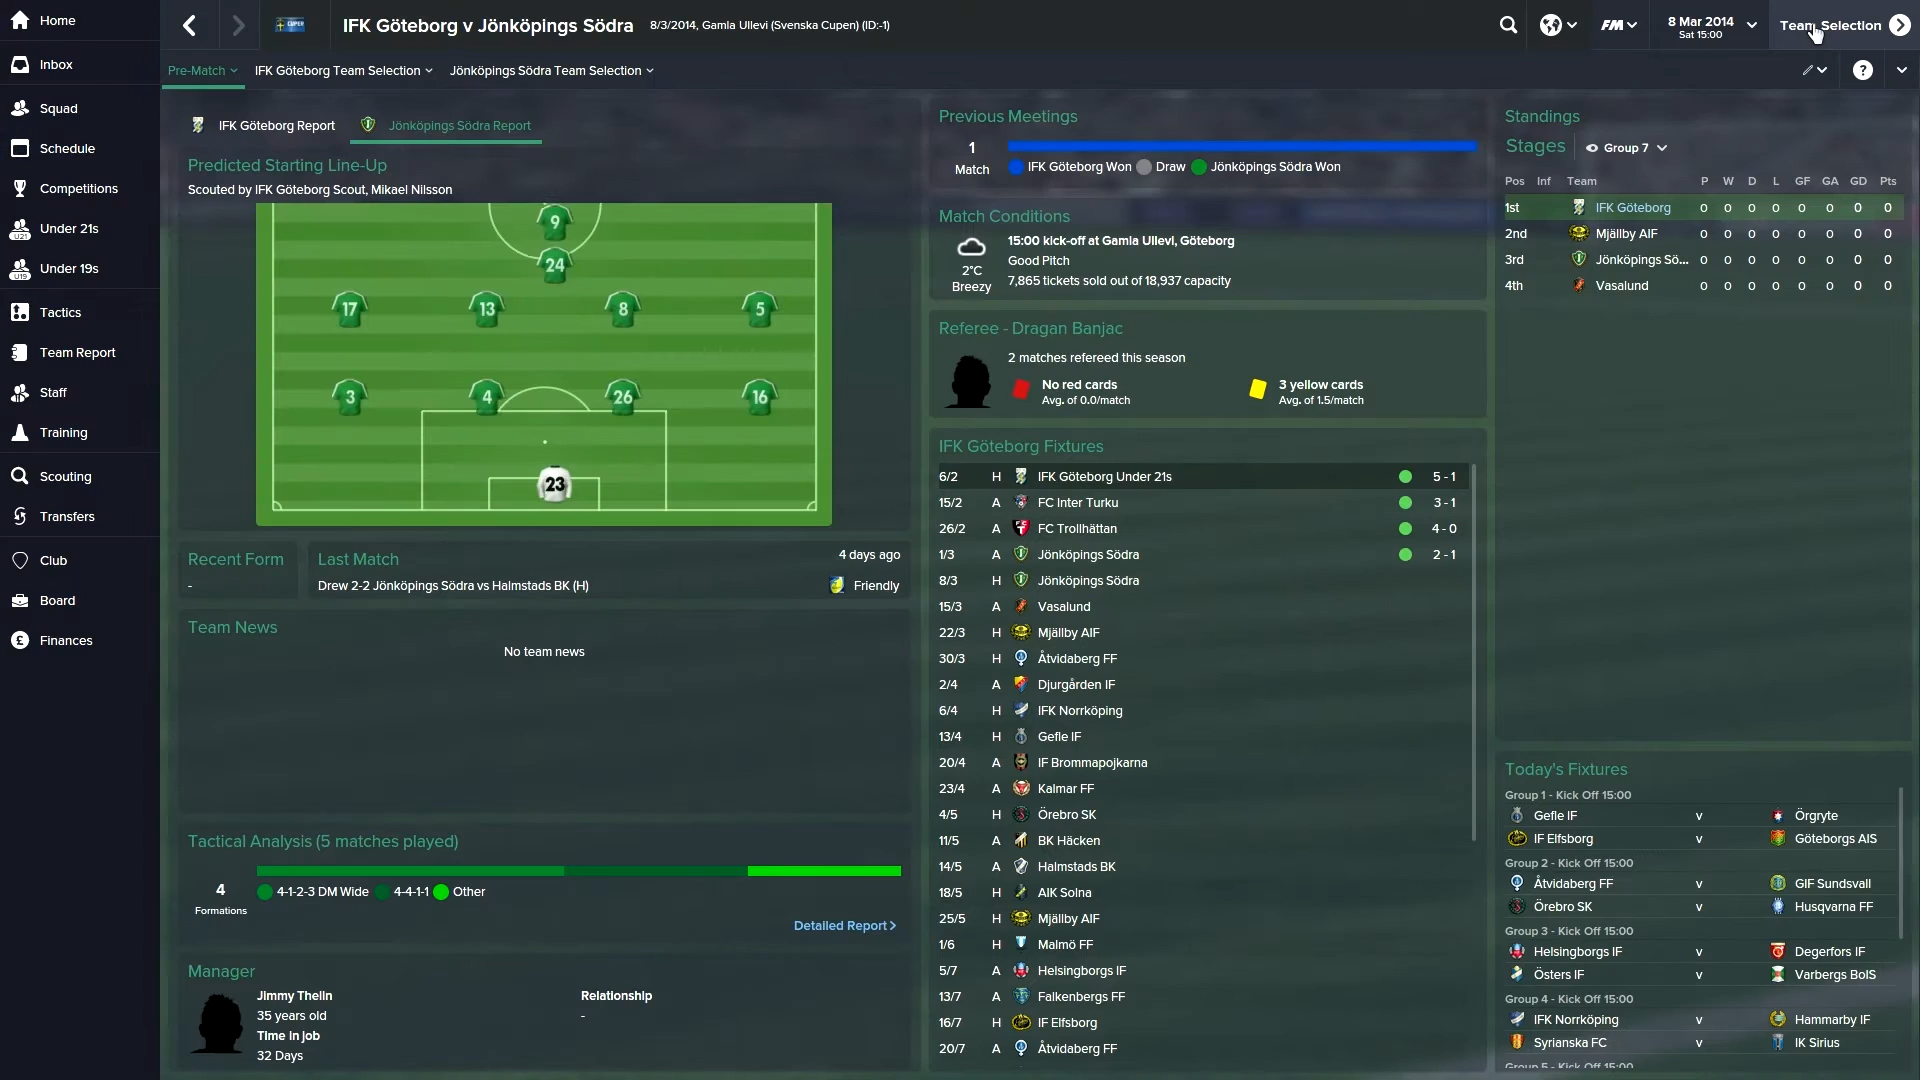 Home
Inbox
Squad
Schedule
Competitions
U21 Under 21s
U19 Under 19s
Tactics
Team Report
Staff
Training
Scouting
Transfers
Club
Board
Finances
IFK Göteborg v Jönköpings Södra 8/3/2014, Gamla Ullevi (Svenska Cupen) (ID:-1)
FM
8 Mar 2014
Sat 15:00
Team Selection
Pre-Match IFK Göteborg Team Selection Jönköpings Södra Team Selection
?
IFK Göteborg Report Jönköpings Södra Report
Predicted Starting Line-Up
Scouted by IFK Göteborg Scout, Mikael Nilsson
9
24
17 13 8 5
3 4 26 16
23
Recent Form
-
Last Match 4 days ago
Drew 2-2 Jönköpings Södra vs Halmstads BK (H) Friendly
Team News
No team news
Tactical Analysis (5 matches played)
4
Formations
4-1-2-3 DM Wide 4-4-1-1 Other
Detailed Report >
Manager
Jimmy Thelin
35 years old
Time in job
32 Days
Relationship
-
Previous Meetings
1
Match
IFK Göteborg Won Draw Jönköpings Södra Won
Match Conditions
2°C
Breezy
15:00 kick-off at Gamla Ullevi, Göteborg
Good Pitch
7,865 tickets sold out of 18,937 capacity
Referee - Dragan Banjac
2 matches refereed this season
No red cards
Avg. of 0.0/match
3 yellow cards
Avg. of 1.5/match
IFK Göteborg Fixtures
6/2 H IFK Göteborg Under 21s 5 - 1
15/2 A FC Inter Turku 3 - 1
26/2 A FC Trollhättan 4 - 0
1/3 A Jönköpings Södra 2 - 1
8/3 H Jönköpings Södra
15/3 A Vasalund
22/3 H Mjällby AIF
30/3 H Åtvidaberg FF
2/4 A Djurgården IF
6/4 H IFK Norrköping
13/4 H Gefle IF
20/4 A IF Brommapojkarna
23/4 A Kalmar FF
4/5 H Örebro SK
11/5 A BK Häcken
14/5 A Halmstads BK
18/5 H AIK Solna
25/5 H Mjällby AIF
1/6 H Malmö FF
5/7 A Helsingborgs IF
13/7 A Falkenbergs FF
16/7 H IF Elfsborg
20/7 A Åtvidaberg FF
Standings
Stages Group 7
Pos Inf Team P W D L GF GA GD Pts
1st IFK Göteborg 0 0 0 0 0 0 0 0
2nd Mjällby AIF 0 0 0 0 0 0 0 0
3rd Jönköpings Sö... 0 0 0 0 0 0 0 0
4th Vasalund 0 0 0 0 0 0 0 0
Today's Fixtures
Group 1 - Kick Off 15:00
Gefle IF v Örgryte
IF Elfsborg v Göteborgs AIS
Group 2 - Kick Off 15:00
Åtvidaberg FF v GIF Sundsvall
Örebro SK v Husqvarna FF
Group 3 - Kick Off 15:00
Helsingborgs IF v Degerfors IF
Östers IF v Varbergs BoIS
Group 4 - Kick Off 15:00
IFK Norrköping v Hammarby IF
Syrianska FC v IK Sirius
Group 5 - Kick Off 15:00